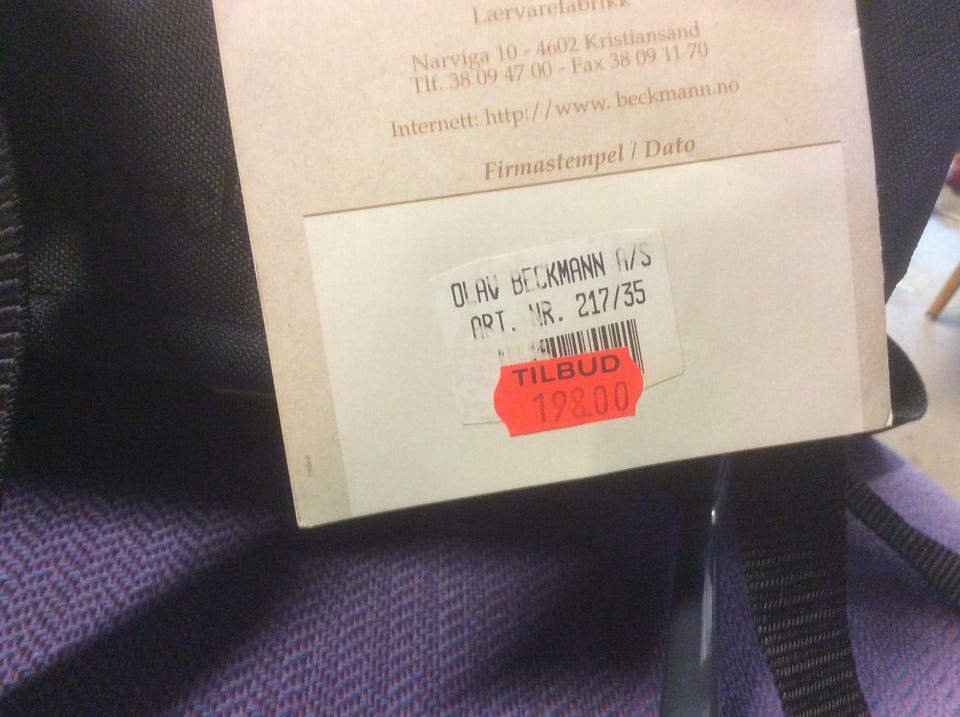 Lærvarefabrikk
Narviga 10 - 4602 Kristiansand
Tlf. 38 09 47 00 - Fax 38 09 11 70
Internett: http://www. beckmann.no
Firmastempel / Dato
OLAV BECKMANN A/S
ART. NR. 217/35
TILBUD
198.00